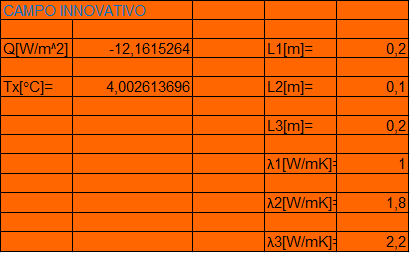 CAMPO INNOVATIVO
Q[W/m^2] -12,1615264 L1[m]= 0,2
Tx[°C]= 4,002613696 L2[m]= 0,1
L3[m]= 0,2
λ1[W/mK]= 1
λ2[W/mK]= 1,8
λ3[W/mK]= 2,2